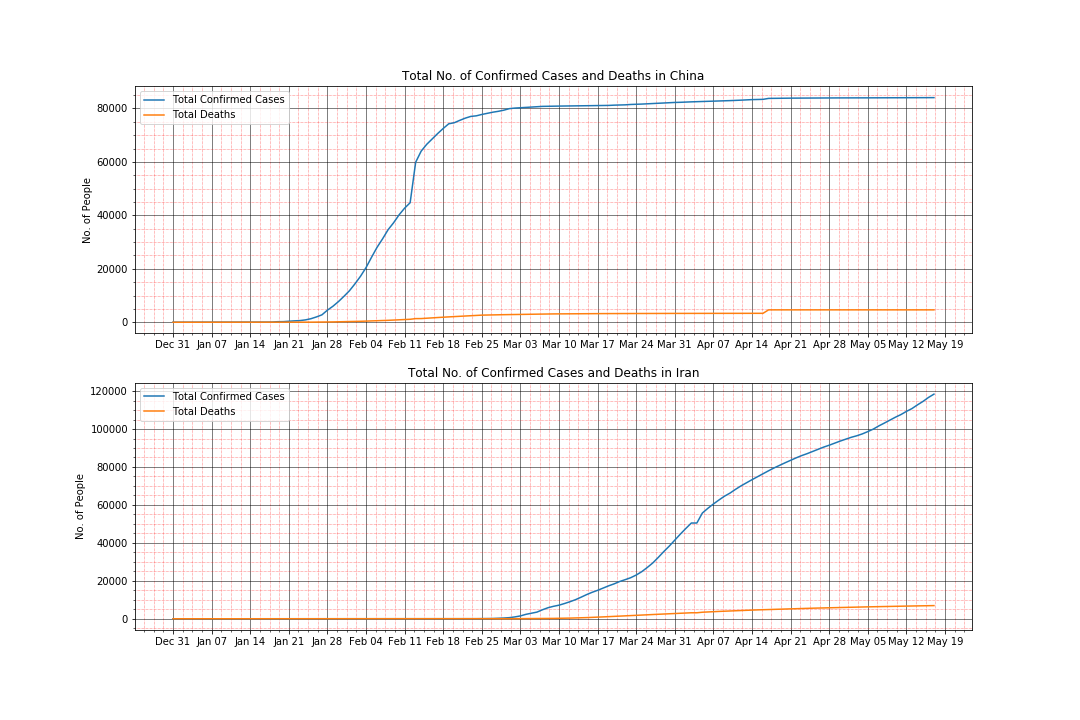 Total No. of Confirmed Cases and Deaths in China
Total Confirmed Cases
Total Deaths
No. of People
80000
60000
40000
20000
0
Dec 31 Jan 07 Jan 14 Jan 21 Jan 28 Feb 04 Feb 11 Feb 18 Feb 25 Mar 03 Mar 10 Mar 17 Mar 24 Mar 31 Apr 07 Apr 14 Apr 21 Apr 28 May 05 May 12 May 19
Total No. of Confirmed Cases and Deaths in Iran
Total Confirmed Cases
Total Deaths
No. of People
120000
100000
80000
60000
40000
20000
0
Dec 31 Jan 07 Jan 14 Jan 21 Jan 28 Feb 04 Feb 11 Feb 18 Feb 25 Mar 03 Mar 10 Mar 17 Mar 24 Mar 31 Apr 07 Apr 14 Apr 21 Apr 28 May 05 May 12 May 19